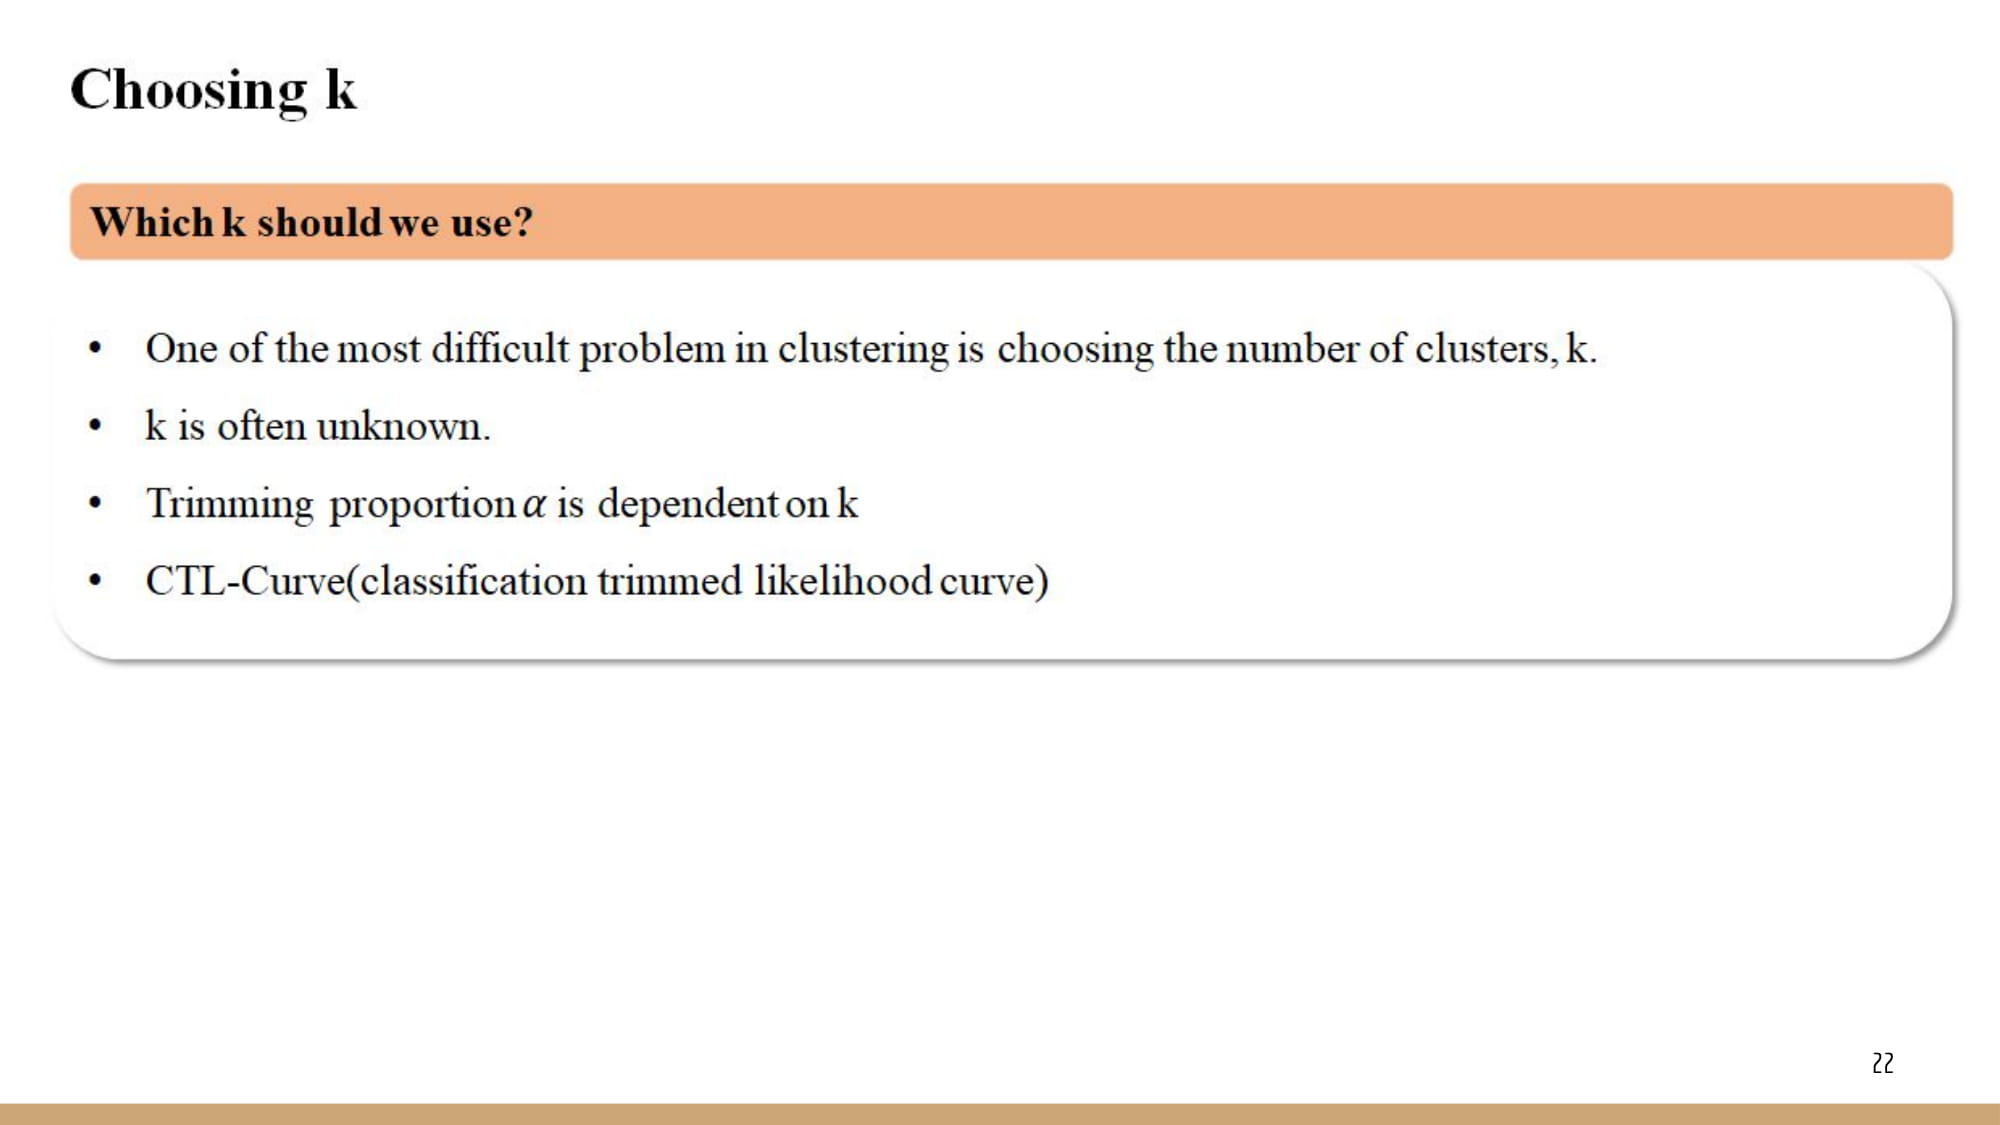 Choosing k
Which k should we use?
• One of the most difficult problem in clustering is choosing the number of clusters, k.
• k is often unknown.
• Trimming proportion α is dependent on k
• CTL-Curve(classification trimmed likelihood curve)
22